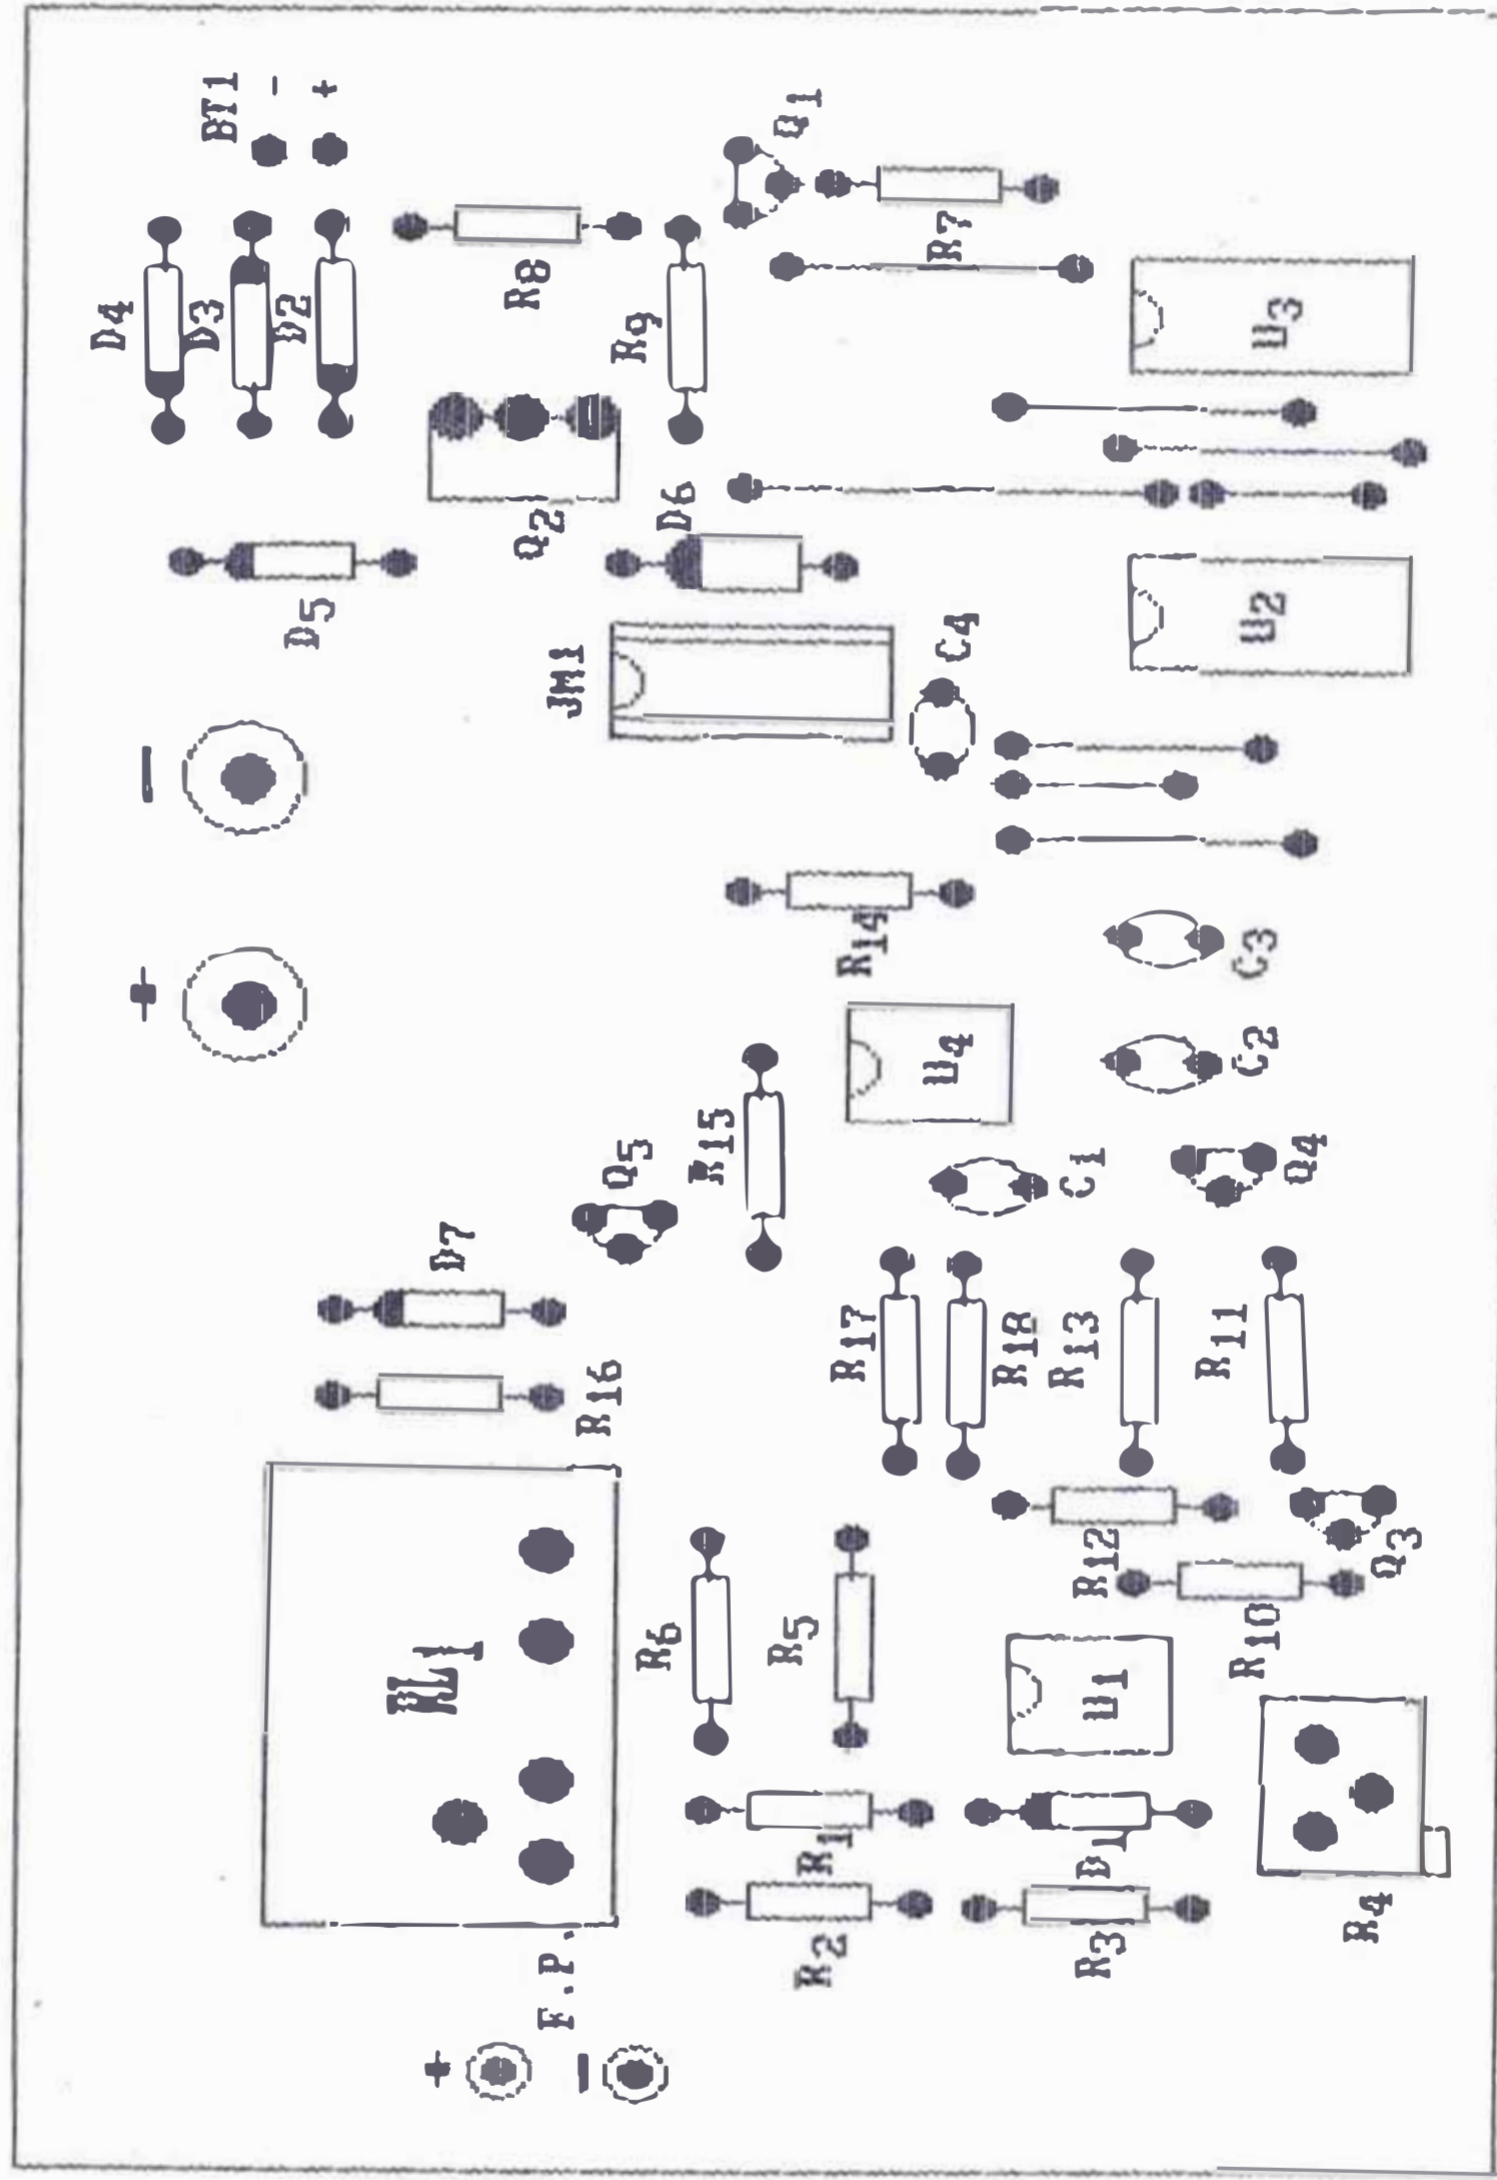 BT1
-
+
Q1
D4
D3
D2
R8
R9
R7
U3
Q2
D6
D5
JM1
C4
U2
-
R14
C3
+
U4
C2
R15
Q5
C1
Q4
D7
R17
R18
R13
R11
R16
R12
Q3
RL1
R6
R5
U1
R10
R1
D1
R4
R2
R3
F.P.
+
-